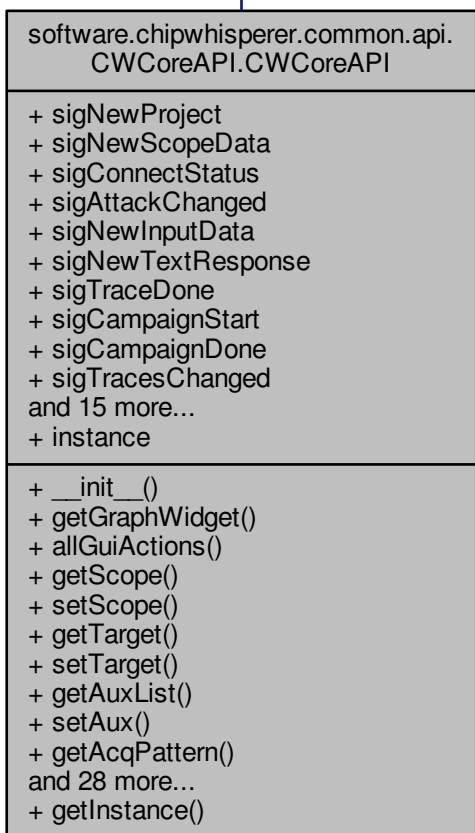 software.chipwhisperer.common.api.
CWCoreAPI.CWCoreAPI
+ sigNewProject
+ sigNewScopeData
+ sigConnectStatus
+ sigAttackChanged
+ sigNewInputData
+ sigNewTextResponse
+ sigTraceDone
+ sigCampaignStart
+ sigCampaignDone
+ sigTracesChanged
and 15 more...
+ instance
+ __init__()
+ getGraphWidget()
+ allGuiActions()
+ getScope()
+ setScope()
+ getTarget()
+ setTarget()
+ getAuxList()
+ setAux()
+ getAcqPattern()
and 28 more...
+ getInstance()